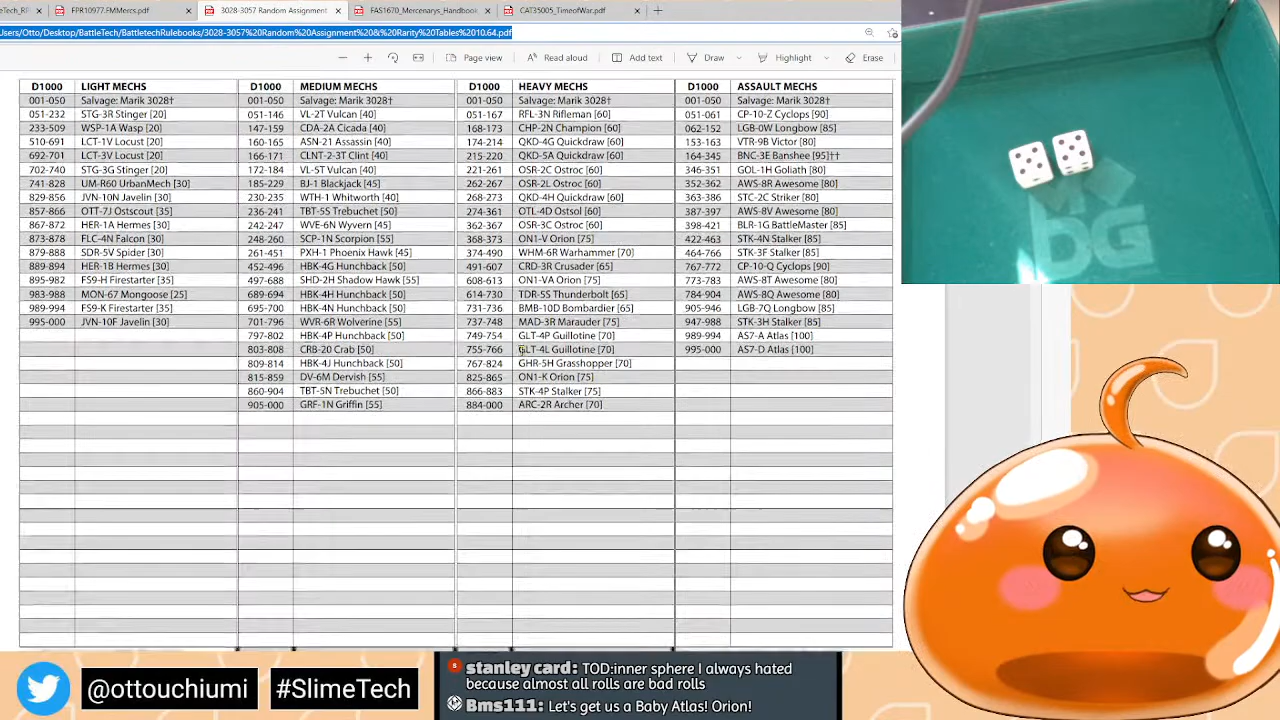 eTech_RP
FPR10977.FMMercs.pdf
3028-3057 Random Assignment
FAS1670_Mercenarys_Handbook
CAT35005_TimeofWar.pdf
Users/Otto/Desktop/BattleTech/BattletechRulebooks/3028-3057%20Random%20Assignment%20&%20Rarity%20Tables%2010.64.pdf
Page view
Read aloud
Add text
Draw
Highlight
Erase
D1000 LIGHT MECHS D1000 MEDIUM MECHS D1000 HEAVY MECHS D1000 ASSAULT MECHS
001-050 Salvage: Marik 3028† 001-050 Salvage: Marik 3028† 001-050 Salvage: Marik 3028† 001-050 Salvage: Marik 3028†
051-232 STG-3R Stinger [20] 051-146 VL-2T Vulcan [40] 051-167 RFL-3N Rifleman [60] 051-061 CP-10-Z Cyclops [90]
233-509 WSP-1A Wasp [20] 147-159 CDA-2A Cicada [40] 168-173 CHP-2N Champion [60] 062-152 LGB-0W Longbow [85]
510-691 LCT-1V Locust [20] 160-165 ASN-21 Assassin [40] 174-214 QKD-4G Quickdraw [60] 153-163 VTR-9B Victor [80]
692-701 LCT-3V Locust [20] 166-171 CLNT-2-3T Clint [40] 215-220 QKD-5A Quickdraw [60] 164-345 BNC-3E Banshee [95]††
702-740 STG-3G Stinger [20] 172-184 VL-5T Vulcan [40] 221-261 OSR-2C Ostroc [60] 346-351 GOL-1H Goliath [80]
741-828 UM-R60 UrbanMech [30] 185-229 BJ-1 Blackjack [45] 262-267 OSR-2L Ostroc [60] 352-362 AWS-8R Awesome [80]
829-856 JVN-10N Javelin [30] 230-235 WTH-1 Whitworth [40] 268-273 QKD-4H Quickdraw [60] 363-386 STC-2C Striker [80]
857-866 OTT-7J Ostscout [35] 236-241 TBT-5S Trebuchet [50] 274-361 OTL-4D Ostsol [60] 387-397 AWS-8V Awesome [80]
867-872 HER-1A Hermes [30] 242-247 WVE-6N Wyvern [45] 362-367 OSR-3C Ostroc [60] 398-421 BLR-1G BattleMaster [85]
873-878 FLC-4N Falcon [30] 248-260 SCP-1N Scorpion [55] 368-373 ON1-V Orion [75] 422-463 STK-4N Stalker [85]
879-888 SDR-5V Spider [30] 261-451 PXH-1 Phoenix Hawk [45] 374-490 WHM-6R Warhammer [70] 464-766 STK-3F Stalker [85]
889-894 HER-1B Hermes [30] 452-496 HBK-4G Hunchback [50] 491-607 CRD-3R Crusader [65] 767-772 CP-10-Q Cyclops [90]
895-982 FS9-H Firestarter [35] 497-688 SHD-2H Shadow Hawk [55] 608-613 ON1-VA Orion [75] 773-783 AWS-8T Awesome [80]
983-988 MON-67 Mongoose [25] 689-694 HBK-4H Hunchback [50] 614-730 TDR-5S Thunderbolt [65] 784-904 AWS-8Q Awesome [80]
989-994 FS9-K Firestarter [35] 695-700 HBK-4N Hunchback [50] 731-736 BMB-10D Bombardier [65] 905-946 LGB-7Q Longbow [85]
995-000 JVN-10F Javelin [30] 701-796 WVR-6R Wolverine [55] 737-748 MAD-3R Marauder [75] 947-988 STK-3H Stalker [85]
797-802 HBK-4P Hunchback [50] 749-754 GLT-4P Guillotine [70] 989-994 AS7-A Atlas [100]
803-808 CRB-20 Crab [50] 755-766 GLT-4L Guillotine [70] 995-000 AS7-D Atlas [100]
809-814 HBK-4J Hunchback [50] 767-824 GHR-5H Grasshopper [70]
815-859 DV-6M Dervish [55] 825-865 ON1-K Orion [75]
860-904 TBT-5N Trebuchet [50] 866-883 STK-4P Stalker [75]
905-000 GRF-1N Griffin [55] 884-000 ARC-2R Archer [70]
@ottouchiumi
#SlimeTech
stanley card: TOD:inner sphere I always hated
because almost all rolls are bad rolls
Bms111: Let's get us a Baby Atlas! Orion!